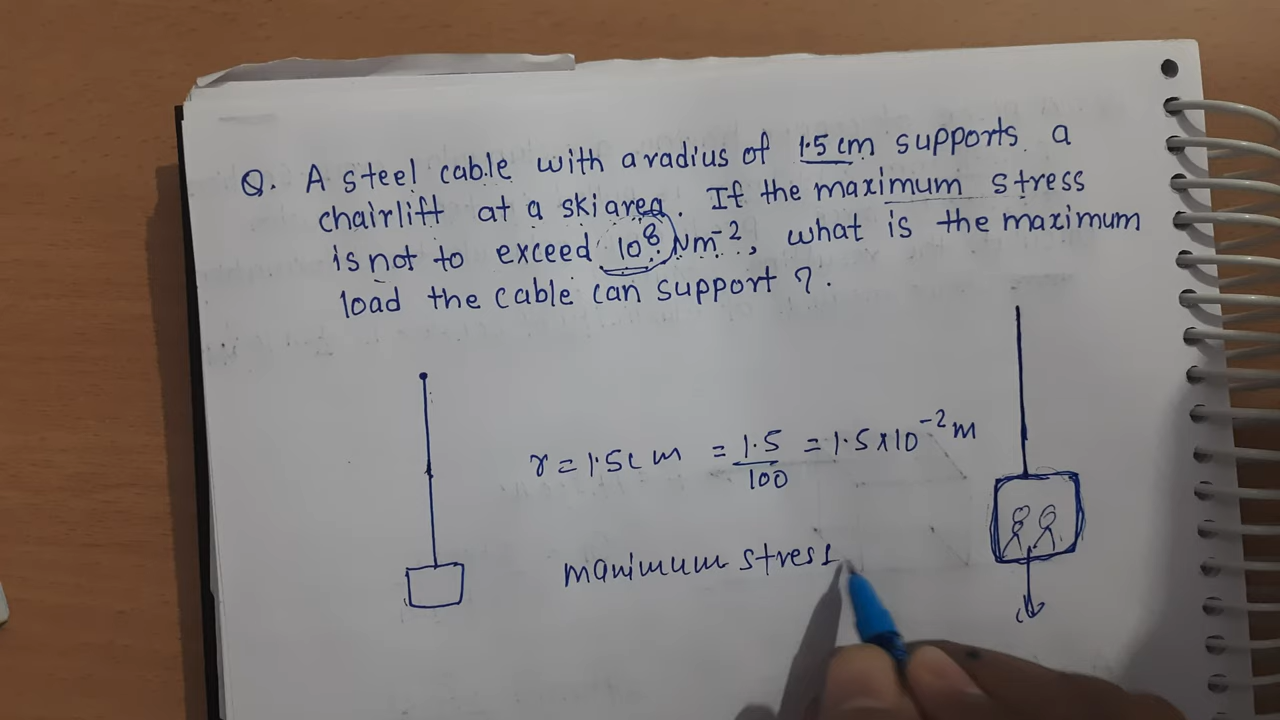 Q. A steel cable with a radius of 1.5 cm supports a
chairlift at a ski area. If the maximum stress
is not to exceed 10⁸ Nm⁻², what is the maximum
load the cable can support ?.
r = 1.5cm = 1.5/100 = 1.5×10⁻² m
maximum stress